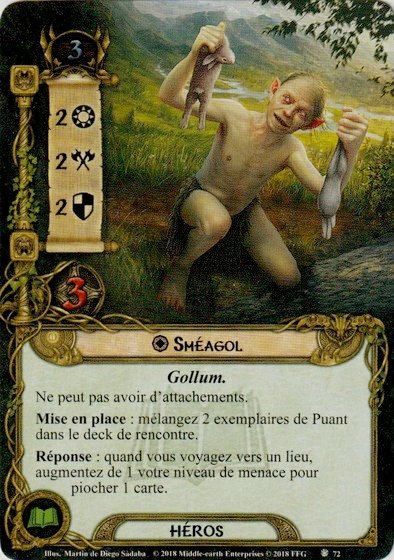 3
2
2
2
3
Sméagol
Gollum.
Ne peut pas avoir d'attachements.
Mise en place : mélangez 2 exemplaires de Puant
dans le deck de rencontre.
Réponse : quand vous voyagez vers un lieu,
augmentez de 1 votre niveau de menace pour
piocher 1 carte.
HÉROS
Illus. Martin de Diego Sádaba © 2018 Middle-earth Enterprises © 2018 FFG 72